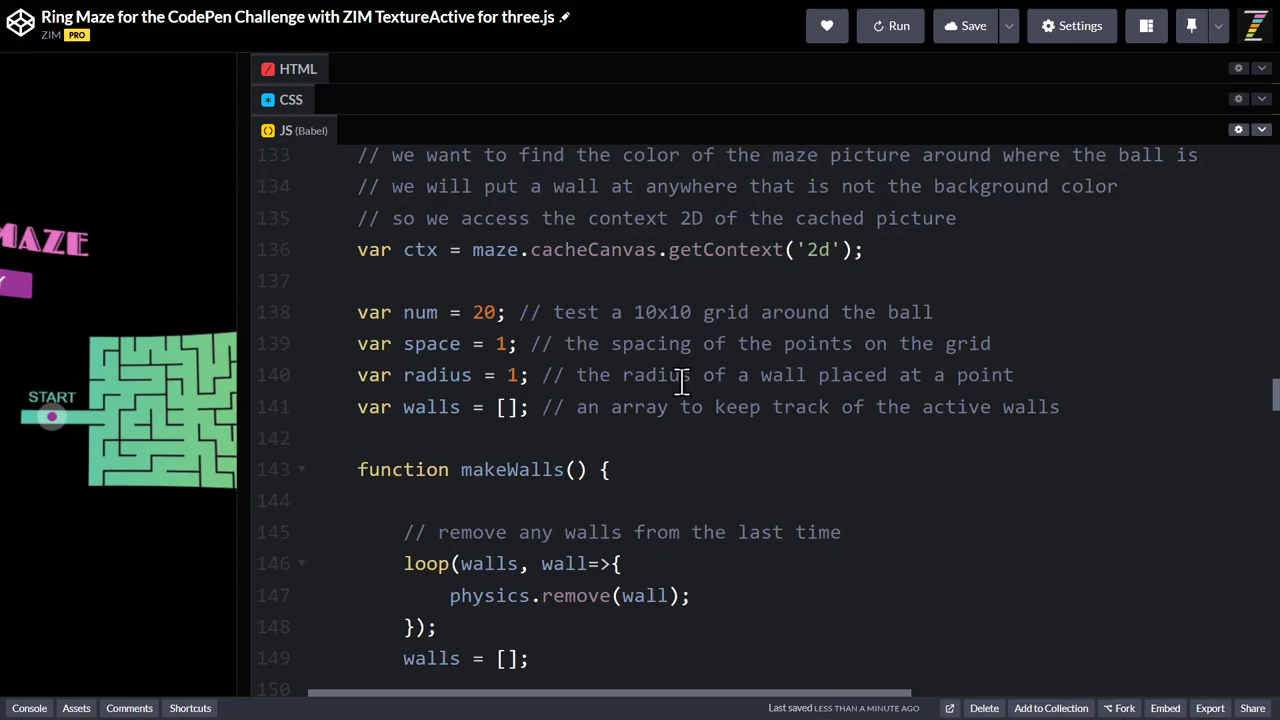 Ring Maze for the CodePen Challenge with ZIM TextureActive for three.js
ZIM PRO
Run
Save
Settings
HTML
CSS
JS (Babel)
MAZE
Y
START
133 // we want to find the color of the maze picture around where the ball is
134 // we will put a wall at anywhere that is not the background color
135 // so we access the context 2D of the cached picture
136 var ctx = maze.cacheCanvas.getContext('2d');
137
138 var num = 20; // test a 10x10 grid around the ball
139 var space = 1; // the spacing of the points on the grid
140 var radius = 1; // the radius of a wall placed at a point
141 var walls = []; // an array to keep track of the active walls
142
143 function makeWalls() {
144
145 // remove any walls from the last time
146 loop(walls, wall=>{
147 physics.remove(wall);
148 });
149 walls = [];
150
Console Assets Comments Shortcuts Last saved LESS THAN A MINUTE AGO Delete Add to Collection Fork Embed Export Share